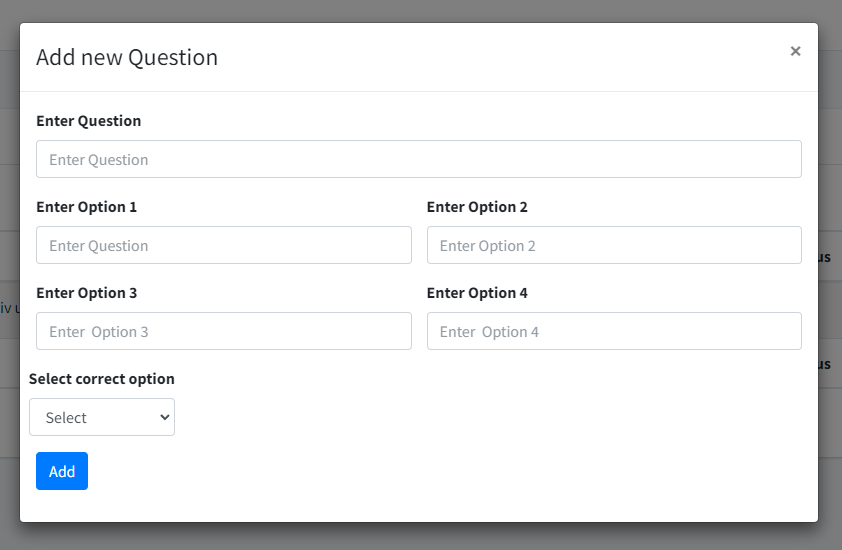 Add new Question ×
Enter Question
Enter Question
Enter Option 1 Enter Option 2
Enter Question Enter Option 2
us
Enter Option 3 Enter Option 4
iv u
Enter  Option 3 Enter  Option 4
us
Select correct option
Select
Add